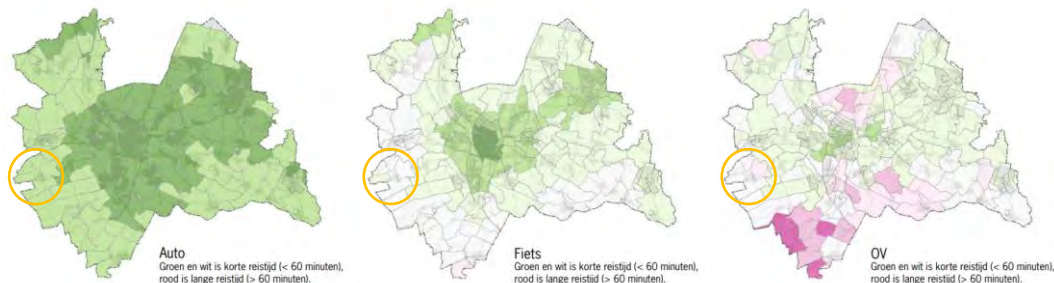 Auto
Groen en wit is korte reistijd (< 60 minuten),
rood is lange reistijd (> 60 minuten).
Fiets
Groen en wit is korte reistijd (< 60 minuten),
rood is lange reistijd (> 60 minuten).
OV
Groen en wit is korte reistijd (< 60 minuten),
rood is lange reistijd (> 60 minuten).